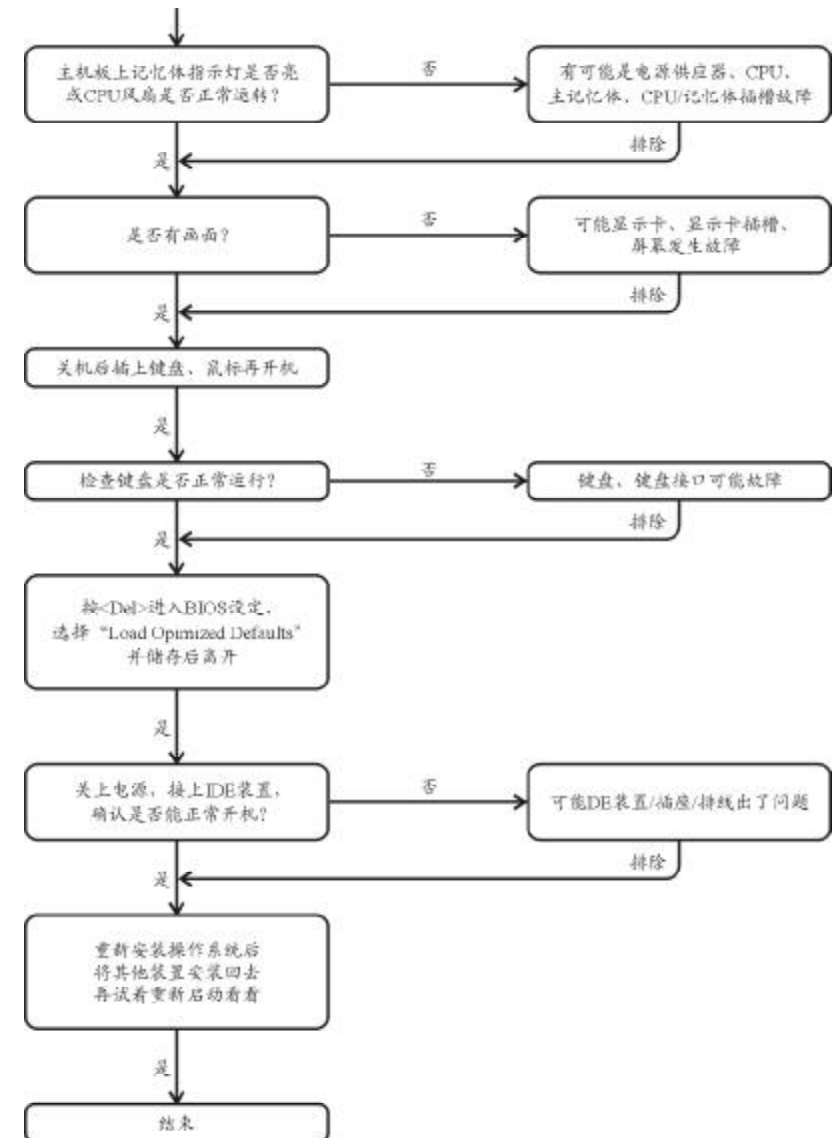 主机板上记忆体指示灯是否亮
或CPU风扇是否正常运转？
否
有可能是电源供应器、CPU、
主记忆体、CPU/记忆体插槽故障
排除
是
是否有画面？
否
可能显示卡、显示卡插槽、
屏幕发生故障
排除
是
关机后插上键盘、鼠标再开机
是
检查键盘是否正常运行？
否
键盘、键盘接口可能故障
排除
是
按<Del>进入BIOS设定，
选择“Load Opimized Defaults”
并储存后离开
是
关上电源，接上IDE装置，
确认是否能正常开机？
否
可能DE装置/插座/排线出了问题
排除
是
重新安装操作系统后
将其他装置安装回去
再试着重新启动看看
是
结束